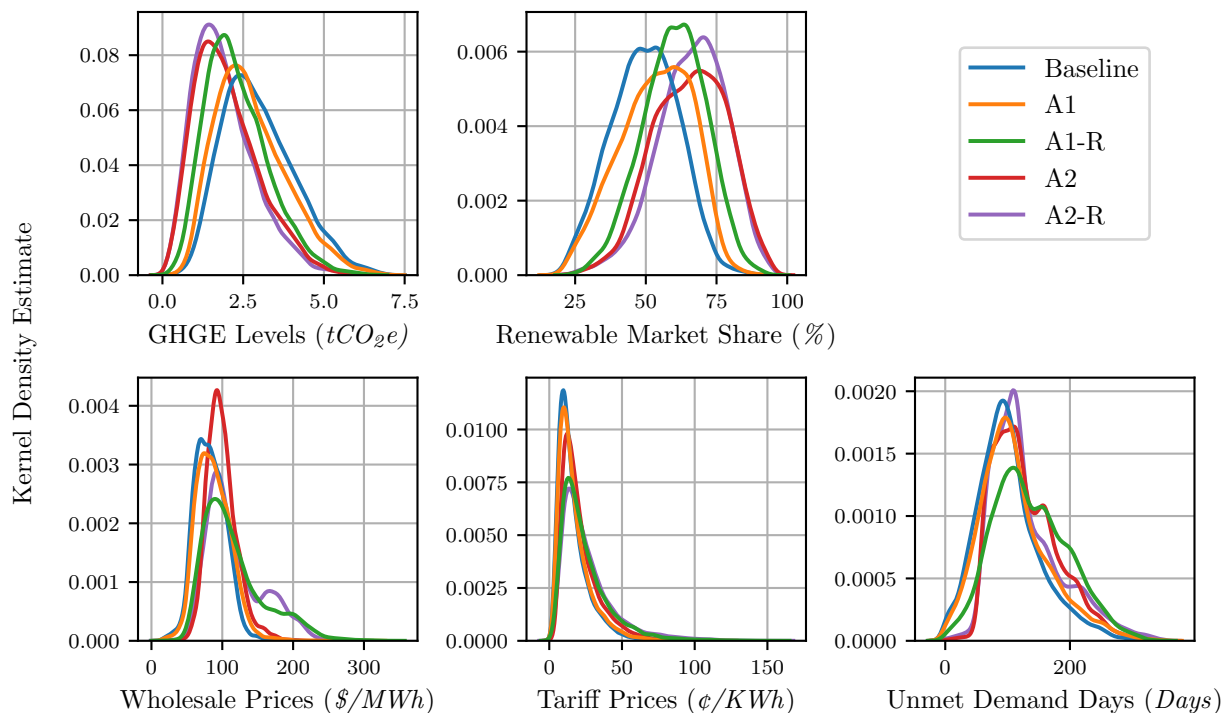 Kernel Density Estimate
0.08
0.06
0.04
0.02
0.00
0.0 2.5 5.0 7.5
GHGE Levels (tCO₂e)
0.006
0.004
0.002
0.000
25 50 75 100
Renewable Market Share (%)
Baseline
A1
A1-R
A2
A2-R
0.004
0.003
0.002
0.001
0.000
0 100 200 300
Wholesale Prices ($/MWh)
0.0100
0.0075
0.0050
0.0025
0.0000
0 50 100 150
Tariff Prices (¢/KWh)
0.0020
0.0015
0.0010
0.0005
0.0000
0 200
Unmet Demand Days (Days)